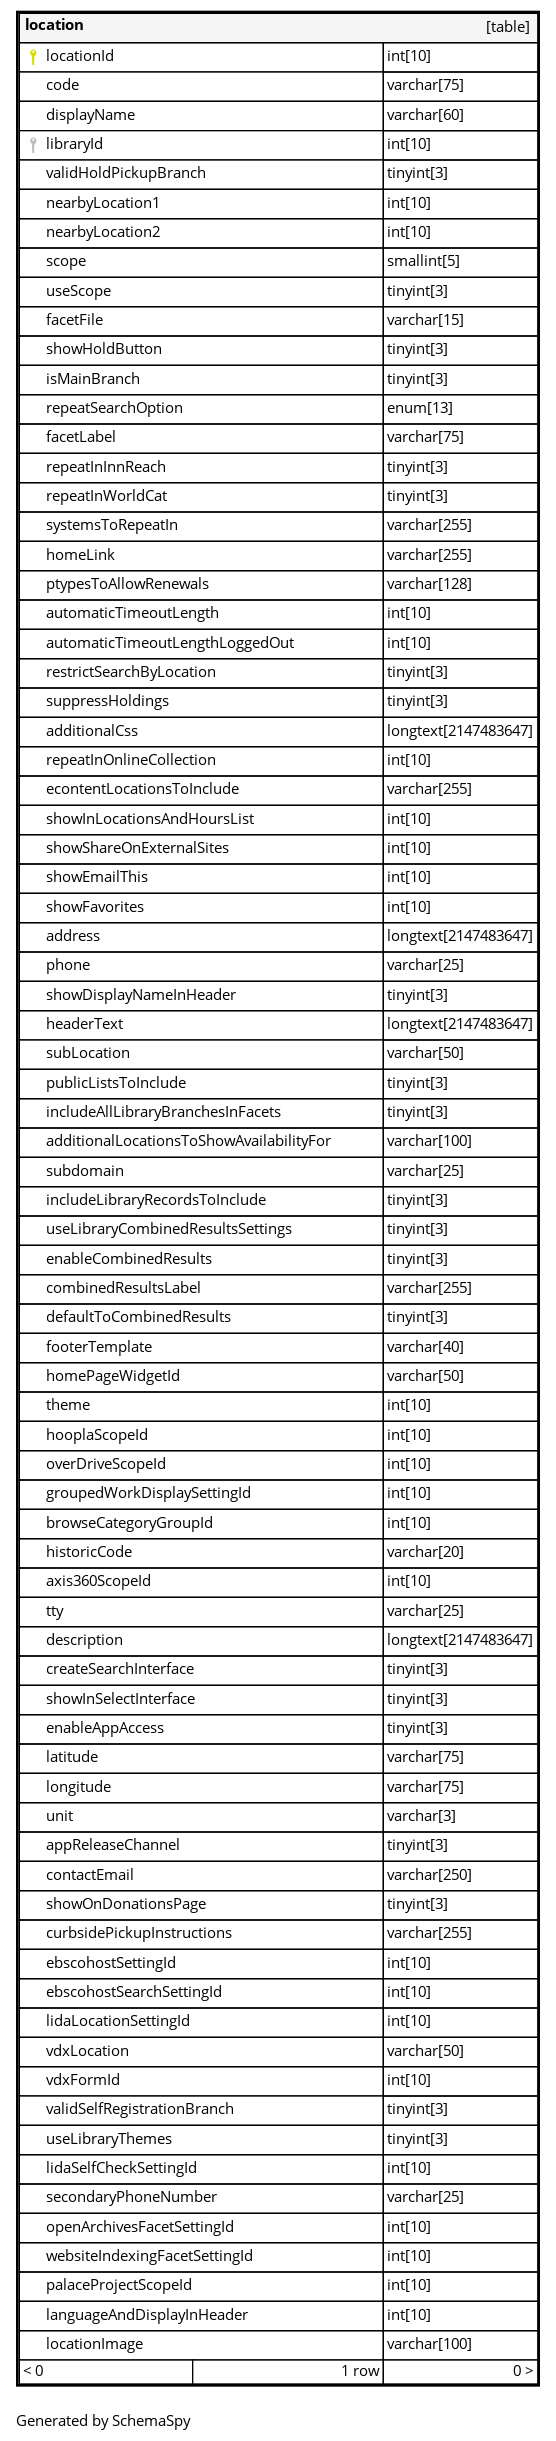 location [table]
locationId int[10]
code varchar[75]
displayName varchar[60]
libraryId int[10]
validHoldPickupBranch tinyint[3]
nearbyLocation1 int[10]
nearbyLocation2 int[10]
scope smallint[5]
useScope tinyint[3]
facetFile varchar[15]
showHoldButton tinyint[3]
isMainBranch tinyint[3]
repeatSearchOption enum[13]
facetLabel varchar[75]
repeatInInnReach tinyint[3]
repeatInWorldCat tinyint[3]
systemsToRepeatIn varchar[255]
homeLink varchar[255]
ptypesToAllowRenewals varchar[128]
automaticTimeoutLength int[10]
automaticTimeoutLengthLoggedOut int[10]
restrictSearchByLocation tinyint[3]
suppressHoldings tinyint[3]
additionalCss longtext[2147483647]
repeatInOnlineCollection int[10]
econtentLocationsToInclude varchar[255]
showInLocationsAndHoursList int[10]
showShareOnExternalSites int[10]
showEmailThis int[10]
showFavorites int[10]
address longtext[2147483647]
phone varchar[25]
showDisplayNameInHeader tinyint[3]
headerText longtext[2147483647]
subLocation varchar[50]
publicListsToInclude tinyint[3]
includeAllLibraryBranchesInFacets tinyint[3]
additionalLocationsToShowAvailabilityFor varchar[100]
subdomain varchar[25]
includeLibraryRecordsToInclude tinyint[3]
useLibraryCombinedResultsSettings tinyint[3]
enableCombinedResults tinyint[3]
combinedResultsLabel varchar[255]
defaultToCombinedResults tinyint[3]
footerTemplate varchar[40]
homePageWidgetId varchar[50]
theme int[10]
hooplaScopeId int[10]
overDriveScopeId int[10]
groupedWorkDisplaySettingId int[10]
browseCategoryGroupId int[10]
historicCode varchar[20]
axis360ScopeId int[10]
tty varchar[25]
description longtext[2147483647]
createSearchInterface tinyint[3]
showInSelectInterface tinyint[3]
enableAppAccess tinyint[3]
latitude varchar[75]
longitude varchar[75]
unit varchar[3]
appReleaseChannel tinyint[3]
contactEmail varchar[250]
showOnDonationsPage tinyint[3]
curbsidePickupInstructions varchar[255]
ebscohostSettingId int[10]
ebscohostSearchSettingId int[10]
lidaLocationSettingId int[10]
vdxLocation varchar[50]
vdxFormId int[10]
validSelfRegistrationBranch tinyint[3]
useLibraryThemes tinyint[3]
lidaSelfCheckSettingId int[10]
secondaryPhoneNumber varchar[25]
openArchivesFacetSettingId int[10]
websiteIndexingFacetSettingId int[10]
palaceProjectScopeId int[10]
languageAndDisplayInHeader int[10]
locationImage varchar[100]
< 0 1 row 0 >
Generated by SchemaSpy